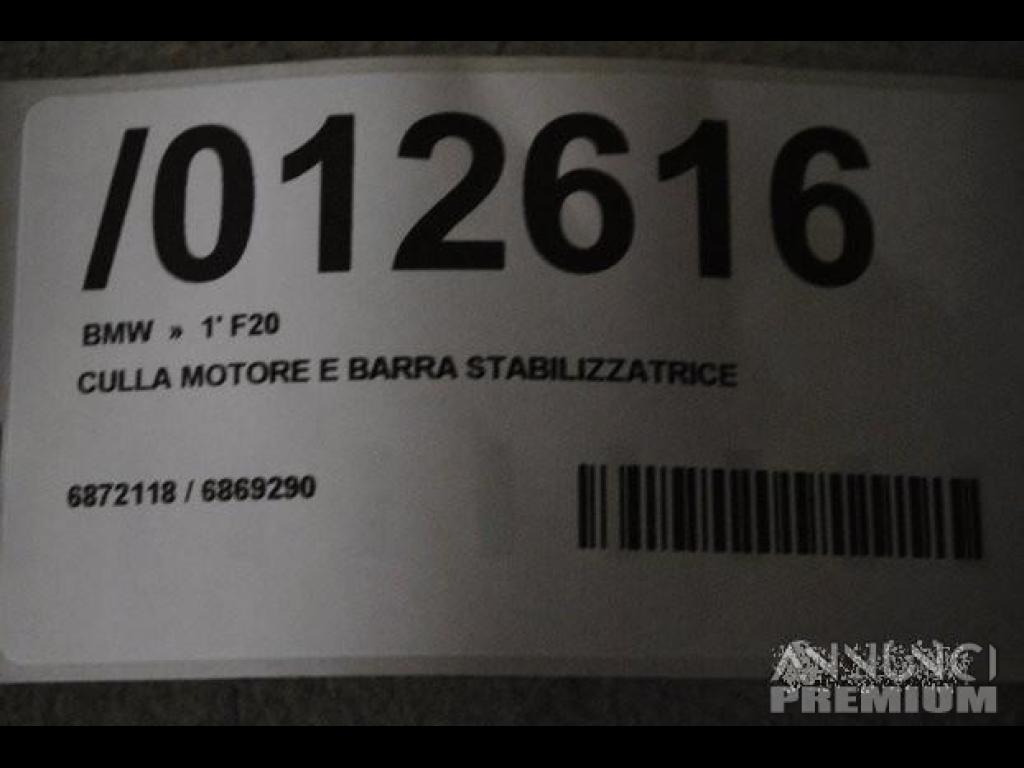 /012616
BMW » 1' F20
CULLA MOTORE E BARRA STABILIZZATRICE
6872118 / 6869290
ANNUNCI
PREMIUM